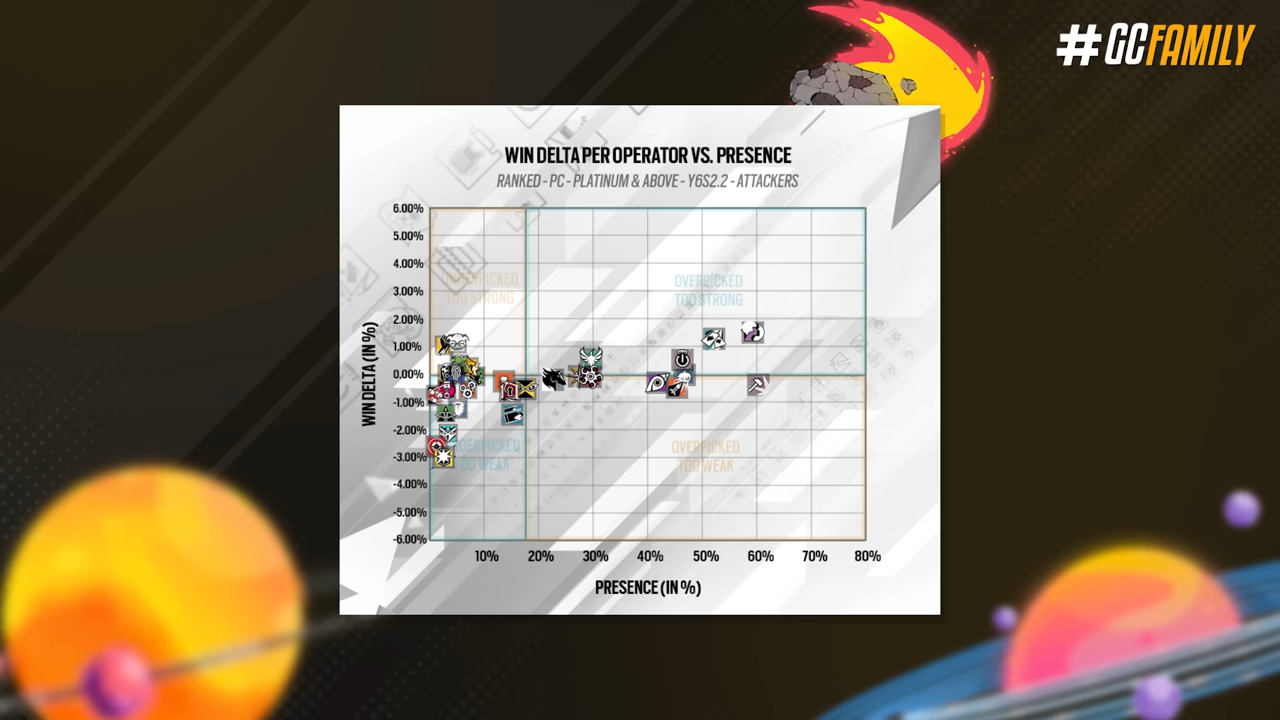 #GCFAMILY
WIN DELTA PER OPERATOR VS. PRESENCE
RANKED - PC - PLATINUM & ABOVE - Y6S2.2 - ATTACKERS
6.00%
5.00%
4.00%
3.00%
2.00%
1.00%
0.00%
-1.00%
-2.00%
-3.00%
-4.00%
-5.00%
-6.00%
WIN DELTA (IN %)
UNDERPICKED
TOO STRONG
OVERPICKED
TOO STRONG
UNDERPICKED
TOO WEAK
OVERPICKED
TOO WEAK
10%
20%
30%
40%
50%
60%
70%
80%
PRESENCE (IN %)